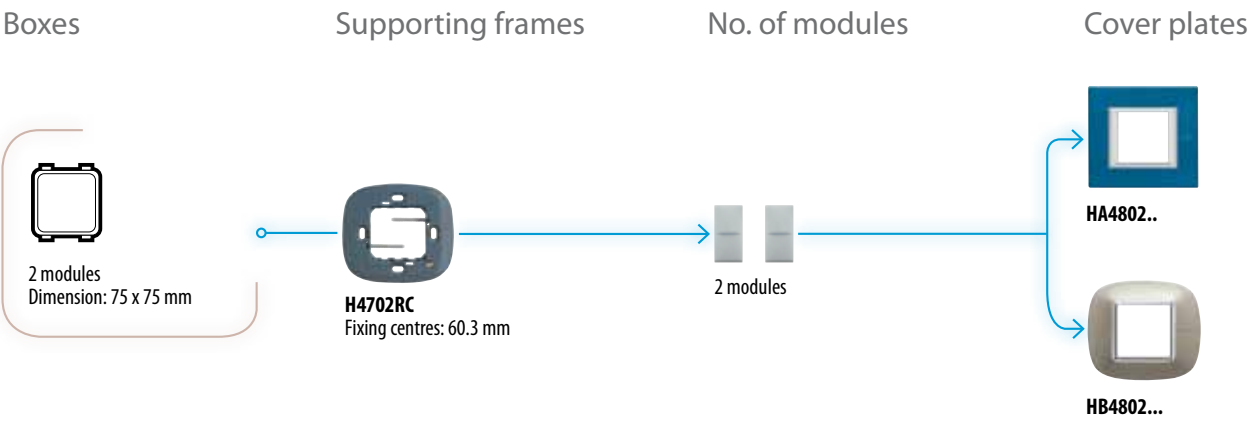 Boxes
Supporting frames
No. of modules
Cover plates
2 modules
Dimension: 75 x 75 mm
H4702RC
Fixing centres: 60.3 mm
2 modules
HA4802..
HB4802...